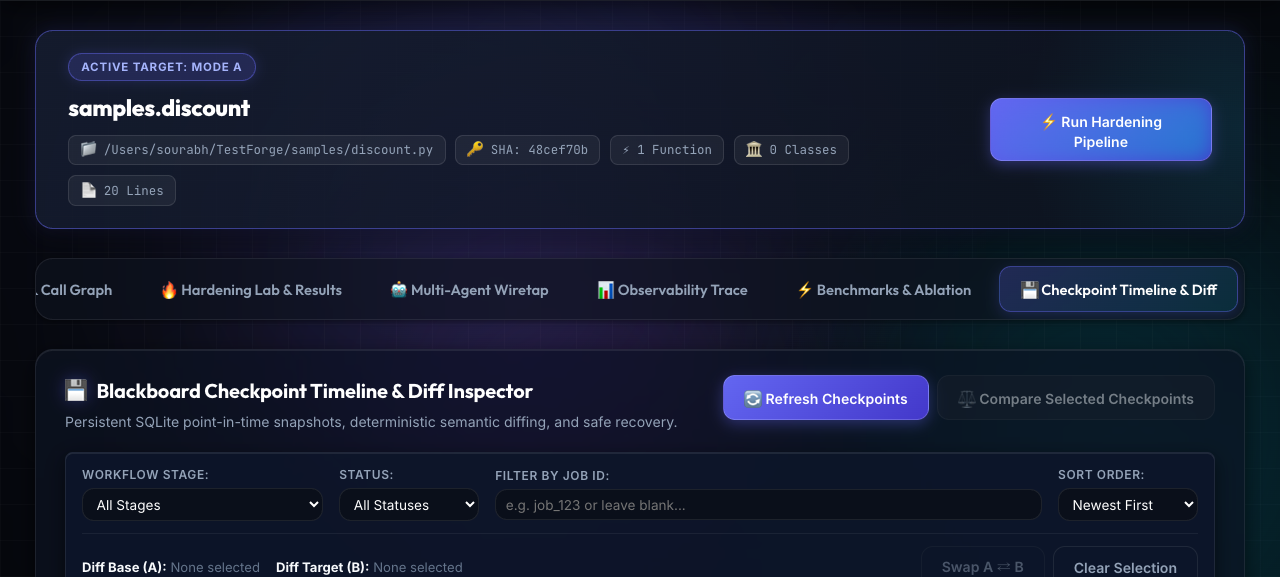 ACTIVE TARGET: MODE A
samples.discount
/Users/sourabh/TestForge/samples/discount.py
SHA: 48cef70b
⚡ 1 Function
0 Classes
20 Lines
⚡ Run Hardening
Pipeline
Call Graph
Hardening Lab & Results
Multi-Agent Wiretap
Observability Trace
⚡ Benchmarks & Ablation
Checkpoint Timeline & Diff
Blackboard Checkpoint Timeline & Diff Inspector
Persistent SQLite point-in-time snapshots, deterministic semantic diffing, and safe recovery.
Refresh Checkpoints
Compare Selected Checkpoints
WORKFLOW STAGE:
All Stages
STATUS:
All Statuses
FILTER BY JOB ID:
e.g. job_123 or leave blank...
SORT ORDER:
Newest First
Diff Base (A): None selected
Diff Target (B): None selected
Swap A ⇄ B
Clear Selection